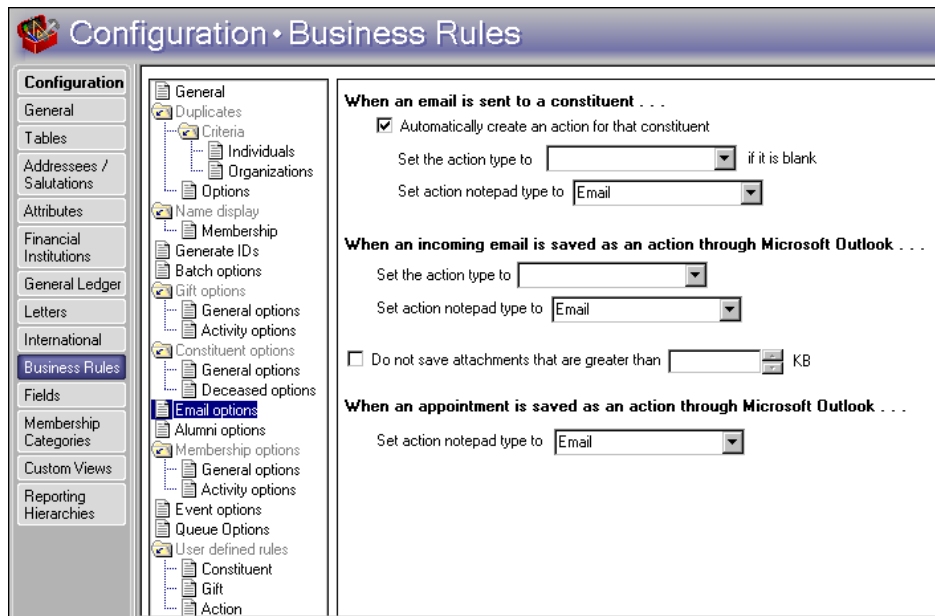 Configuration • Business Rules
Configuration
General
Tables
Addressees /
Salutations
Attributes
Financial
Institutions
General Ledger
Letters
International
Business Rules
Fields
Membership
Categories
Custom Views
Reporting
Hierarchies
General
Duplicates
Criteria
Individuals
Organizations
Options
Name display
Membership
Generate IDs
Batch options
Gift options
General options
Activity options
Constituent options
General options
Deceased options
Email options
Alumni options
Membership options
General options
Activity options
Event options
Queue Options
User defined rules
Constituent
Gift
Action
When an email is sent to a constituent . . .
Automatically create an action for that constituent
Set the action type to if it is blank
Set action notepad type to Email
When an incoming email is saved as an action through Microsoft Outlook . . .
Set the action type to
Set action notepad type to Email
Do not save attachments that are greater than KB
When an appointment is saved as an action through Microsoft Outlook . . .
Set action notepad type to Email